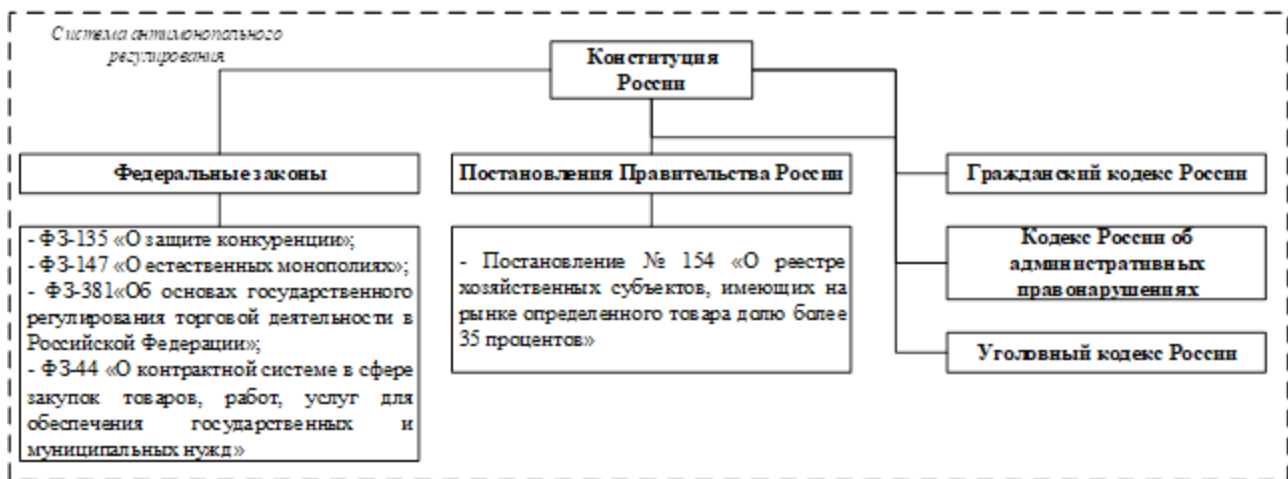 Система антимонопального
регулирования
Конституция
России
Федеральные законы
Постановления Правительства России
Гражданский кодекс России
- ФЗ-135 «О защите конкуренции»;
- ФЗ-147 «О естественных монополиях»;
- ФЗ-381«Об основах государственного
регулирования торговой деятельности в
Российской Федерации»;
- ФЗ-44 «О контрактной системе в сфере
закупок товаров, работ, услуг для
обеспечения государственных и
муниципальных нужд»
- Постановление № 154 «О реестре
хозяйственных субъектов, имеющих на
рынке определенного товара долю более
35 процентов»
Кодекс России об
административных
правонарушениях
Уголовный кодекс России